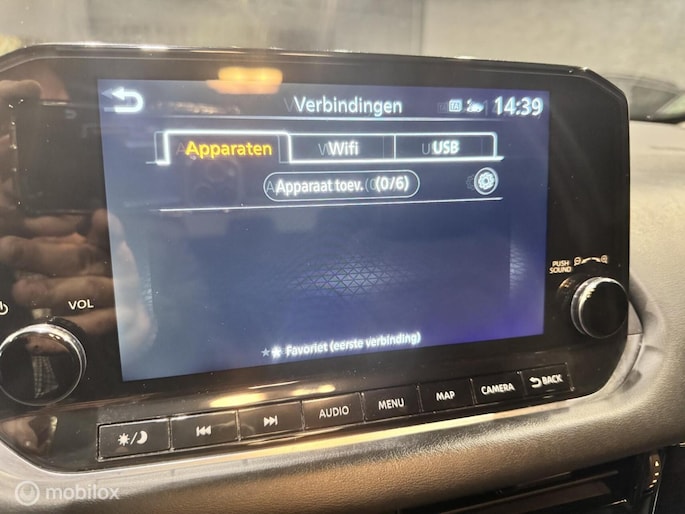 Verbindingen TA 14:39
Apparaten Wifi USB
Apparaat toev. (0/6)
★ Favoriet (eerste verbinding)
VOL
PUSH
SOUND
AUDIO MENU MAP CAMERA BACK
mobilox